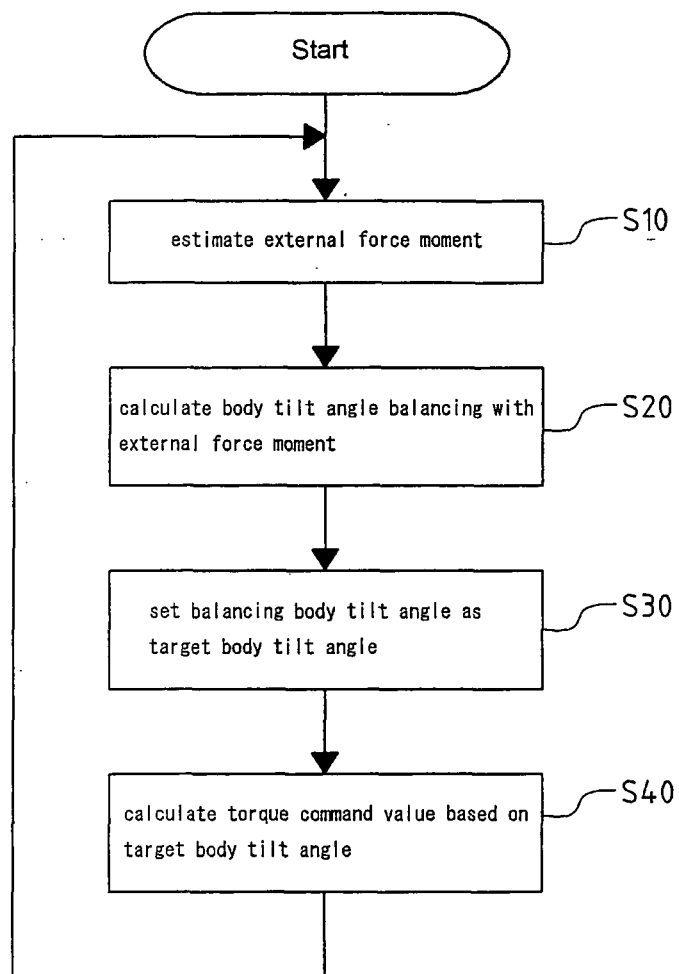 Start
estimate external force moment
S10
calculate body tilt angle balancing with
external force moment
S20
set balancing body tilt angle as
target body tilt angle
S30
calculate torque command value based on
target body tilt angle
S40